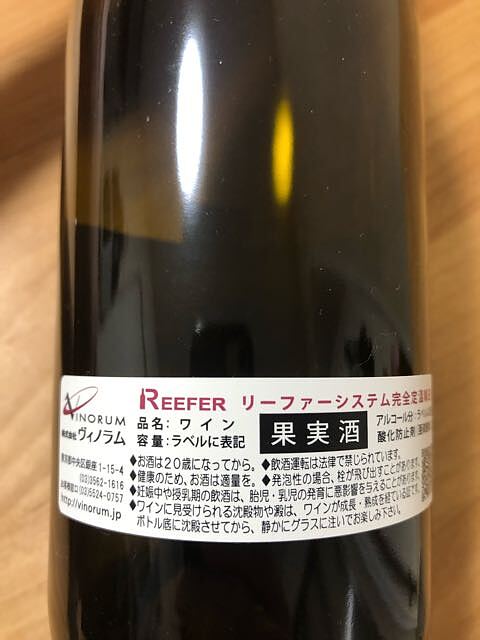 VINORUM
株式会社 ヴィノラム
東京都中央区銀座 1-15-4
(03)3562-1616
(03)5524-0757
http://vinorum.jp
REEFER リーファーシステム完全定温輸送
品名: ワイン
容量: ラベルに表記
果実酒
アルコール分:ラベル
酸化防止剤
◆お酒は20歳になってから。◆飲酒運転は法律で禁じられています。
◆健康のため、お酒は適量を。◆発泡性の場合、栓が飛び出すことがあります。
◆妊娠中や授乳期の飲酒は、胎児・乳児の発育に悪影響を与えることがあります。
◆ワインに見受けられる沈殿物や澱は、ワインが成長・熟成を経ている証です。
ボトル底に沈殿させてから、静かにグラスに注いでお楽しみ下さい。